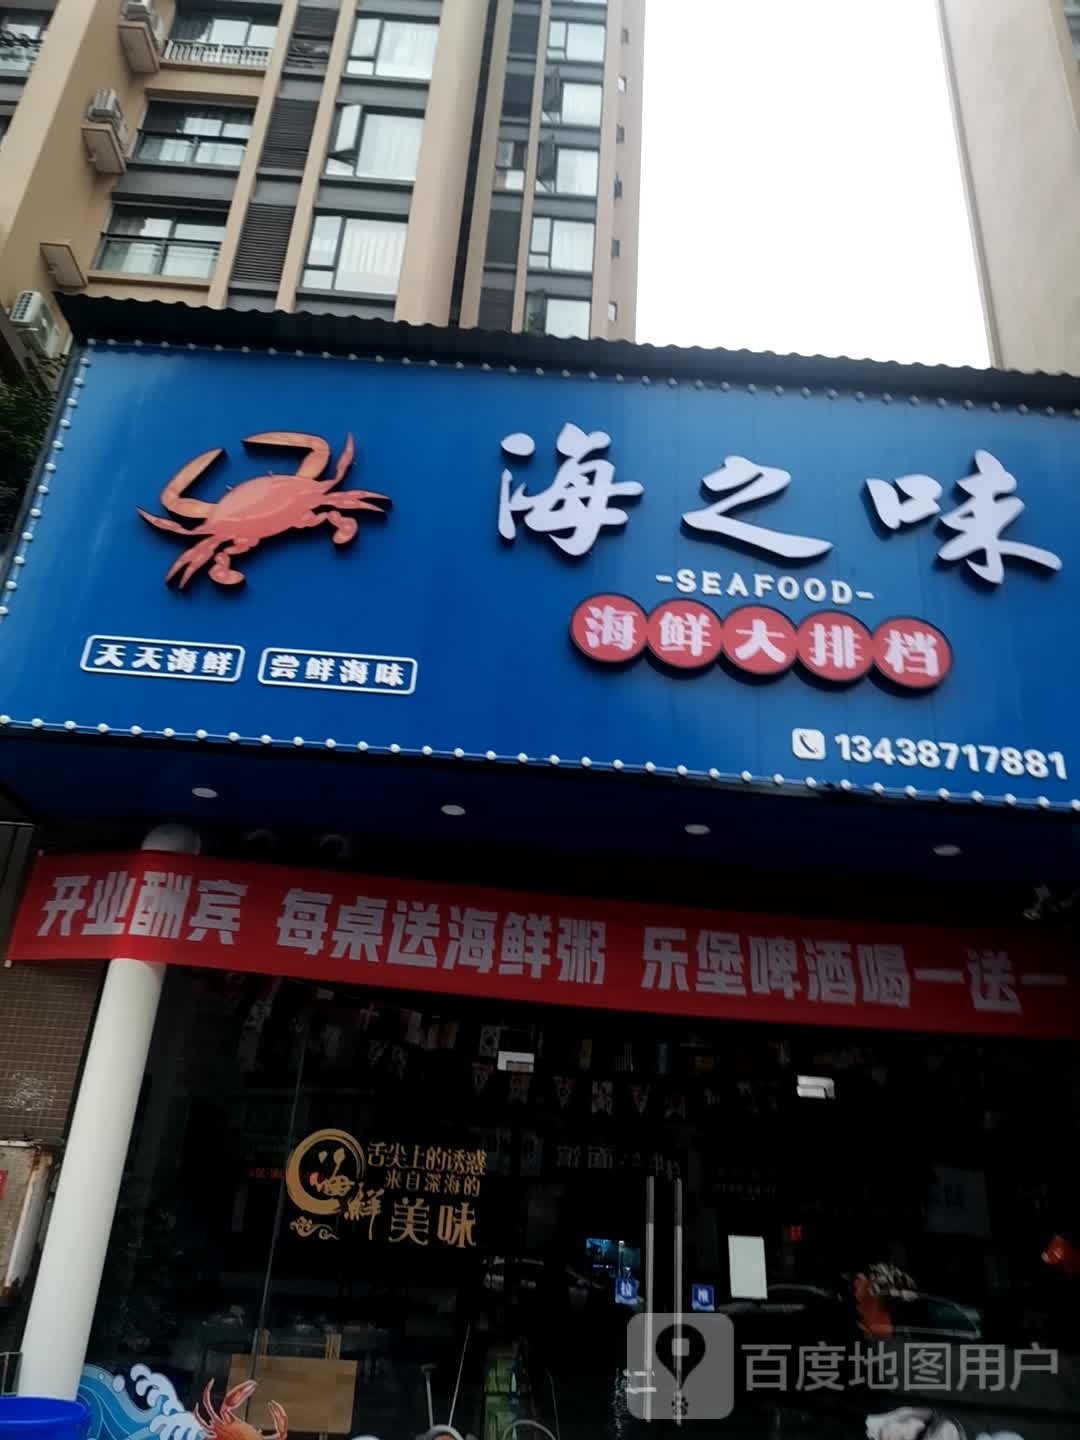 海之味
-SEAFOOD-
海鲜大排档
天天海鲜 尝鲜海味
13438717881
开业酬宾 每桌送海鲜粥 乐堡啤酒喝一送一
舌尖上的诱惑
来自深海的
海鲜美味
推
百度地图用户